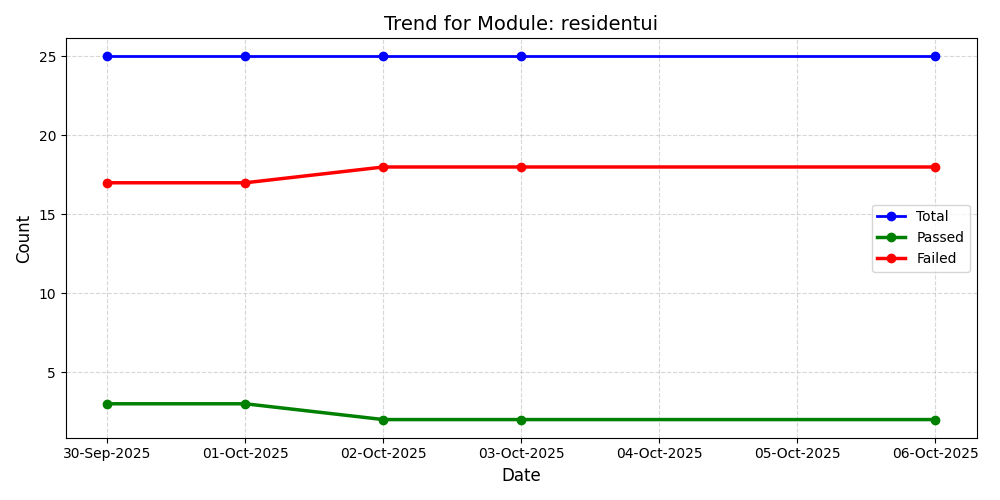 Trend for Module: residentui
25
20
15
10
5
Count
Total
Passed
Failed
30-Sep-2025 01-Oct-2025 02-Oct-2025 03-Oct-2025 04-Oct-2025 05-Oct-2025 06-Oct-2025
Date